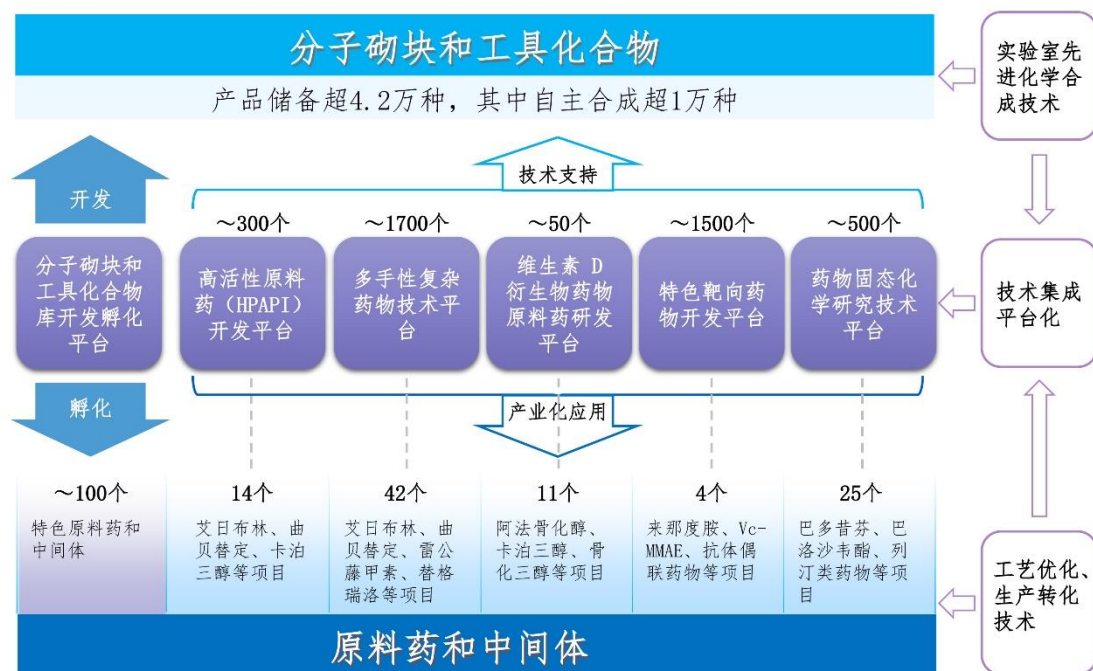 分子砌块和工具化合物
产品储备超4.2万种，其中自主合成超1万种
实验室先
进化学合
成技术
开发
技术支持
～300个
～1700个
～50个
～1500个
～500个
分子砌块和
工具化合物
库开发孵化
平台
高活性原料
药（HPAPI）
开发平台
多手性复杂
药物技术平
台
维生素 D
衍生物药物
原料药研发
平台
特色靶向药
物开发平台
药物固态化
学研究技术
平台
技术集成
平台化
孵化
产业化应用
～100个
14个
42个
11个
4个
25个
特色原料药和
中间体
艾日布林、曲
贝替定、卡泊
三醇等项目
艾日布林、曲
贝替定、雷公
藤甲素、替格
瑞洛等项目
阿法骨化醇、
卡泊三醇、骨
化三醇等项目
来那度胺、Vc-
MMAE、抗体偶
联药物等项目
巴多昔芬、巴
洛沙韦酯、列
汀类药物等项
目
工艺优化、
生产转化
技术
原料药和中间体